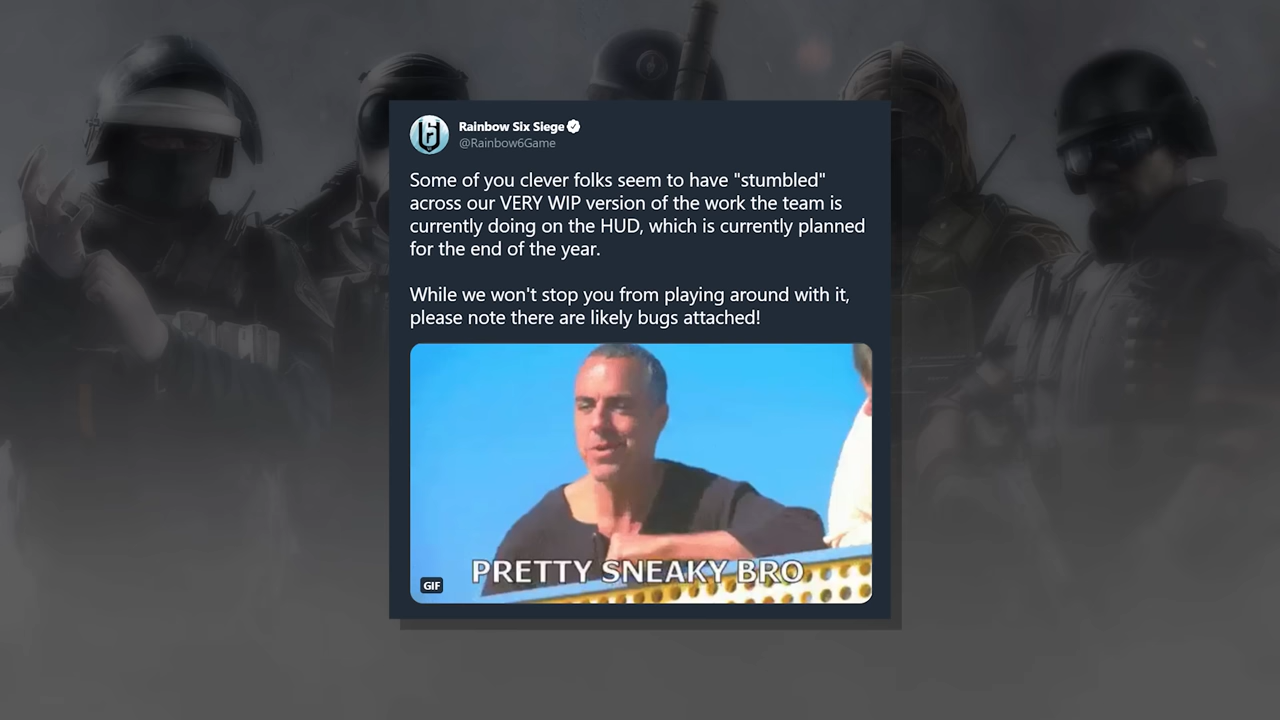 Rainbow Six Siege
@Rainbow6Game
Some of you clever folks seem to have "stumbled"
across our VERY WIP version of the work the team is
currently doing on the HUD, which is currently planned
for the end of the year.
While we won't stop you from playing around with it,
please note there are likely bugs attached!
PRETTY SNEAKY BRO
GIF